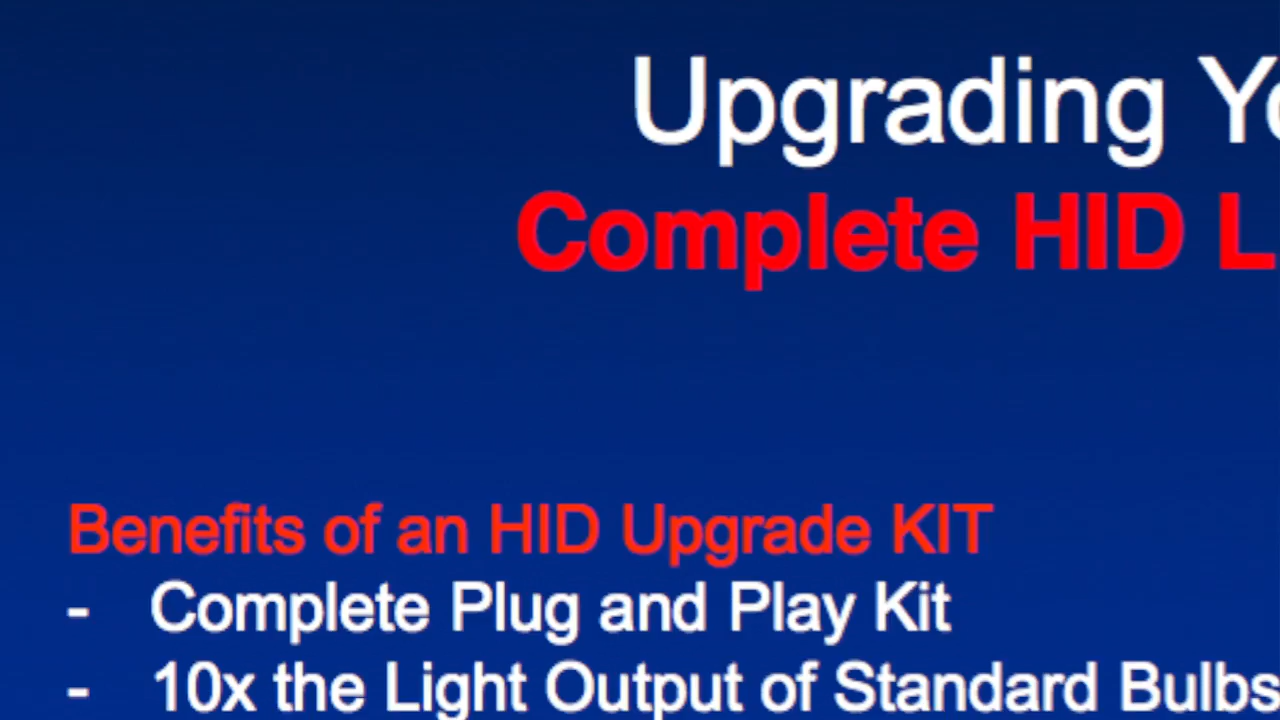 Upgrading
Complete HID
Benefits of an HID Upgrade KIT
- Complete Plug and Play Kit
- 10x the Light Output of Standard Bulbs